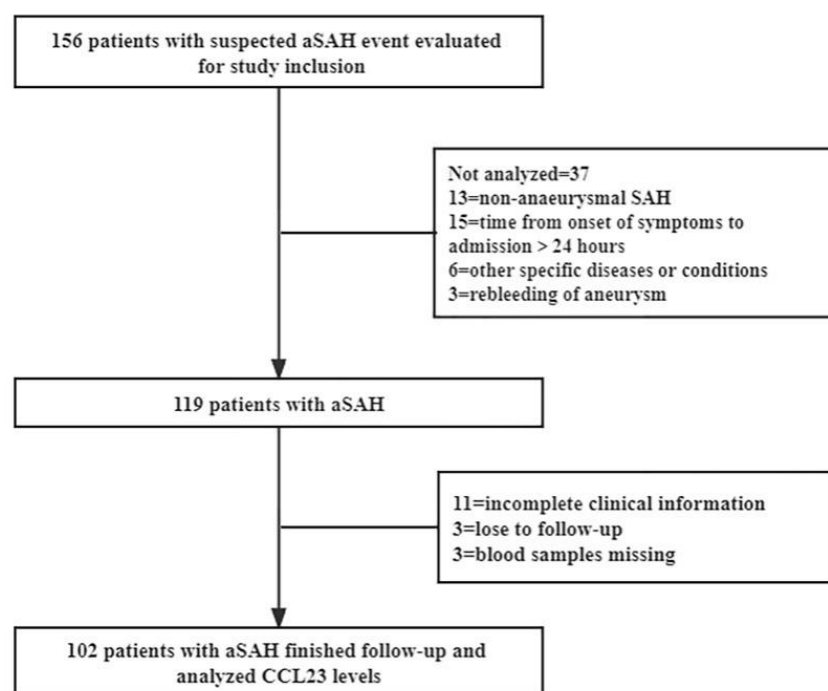 156 patients with suspected aSAH event evaluated
for study inclusion
Not analyzed=37
13=non-anaeurysmal SAH
15=time from onset of symptoms to
admission > 24 hours
6=other specific diseases or conditions
3=rebleeding of aneurysm
119 patients with aSAH
11=incomplete clinical information
3=lose to follow-up
3=blood samples missing
102 patients with aSAH finished follow-up and
analyzed CCL23 levels